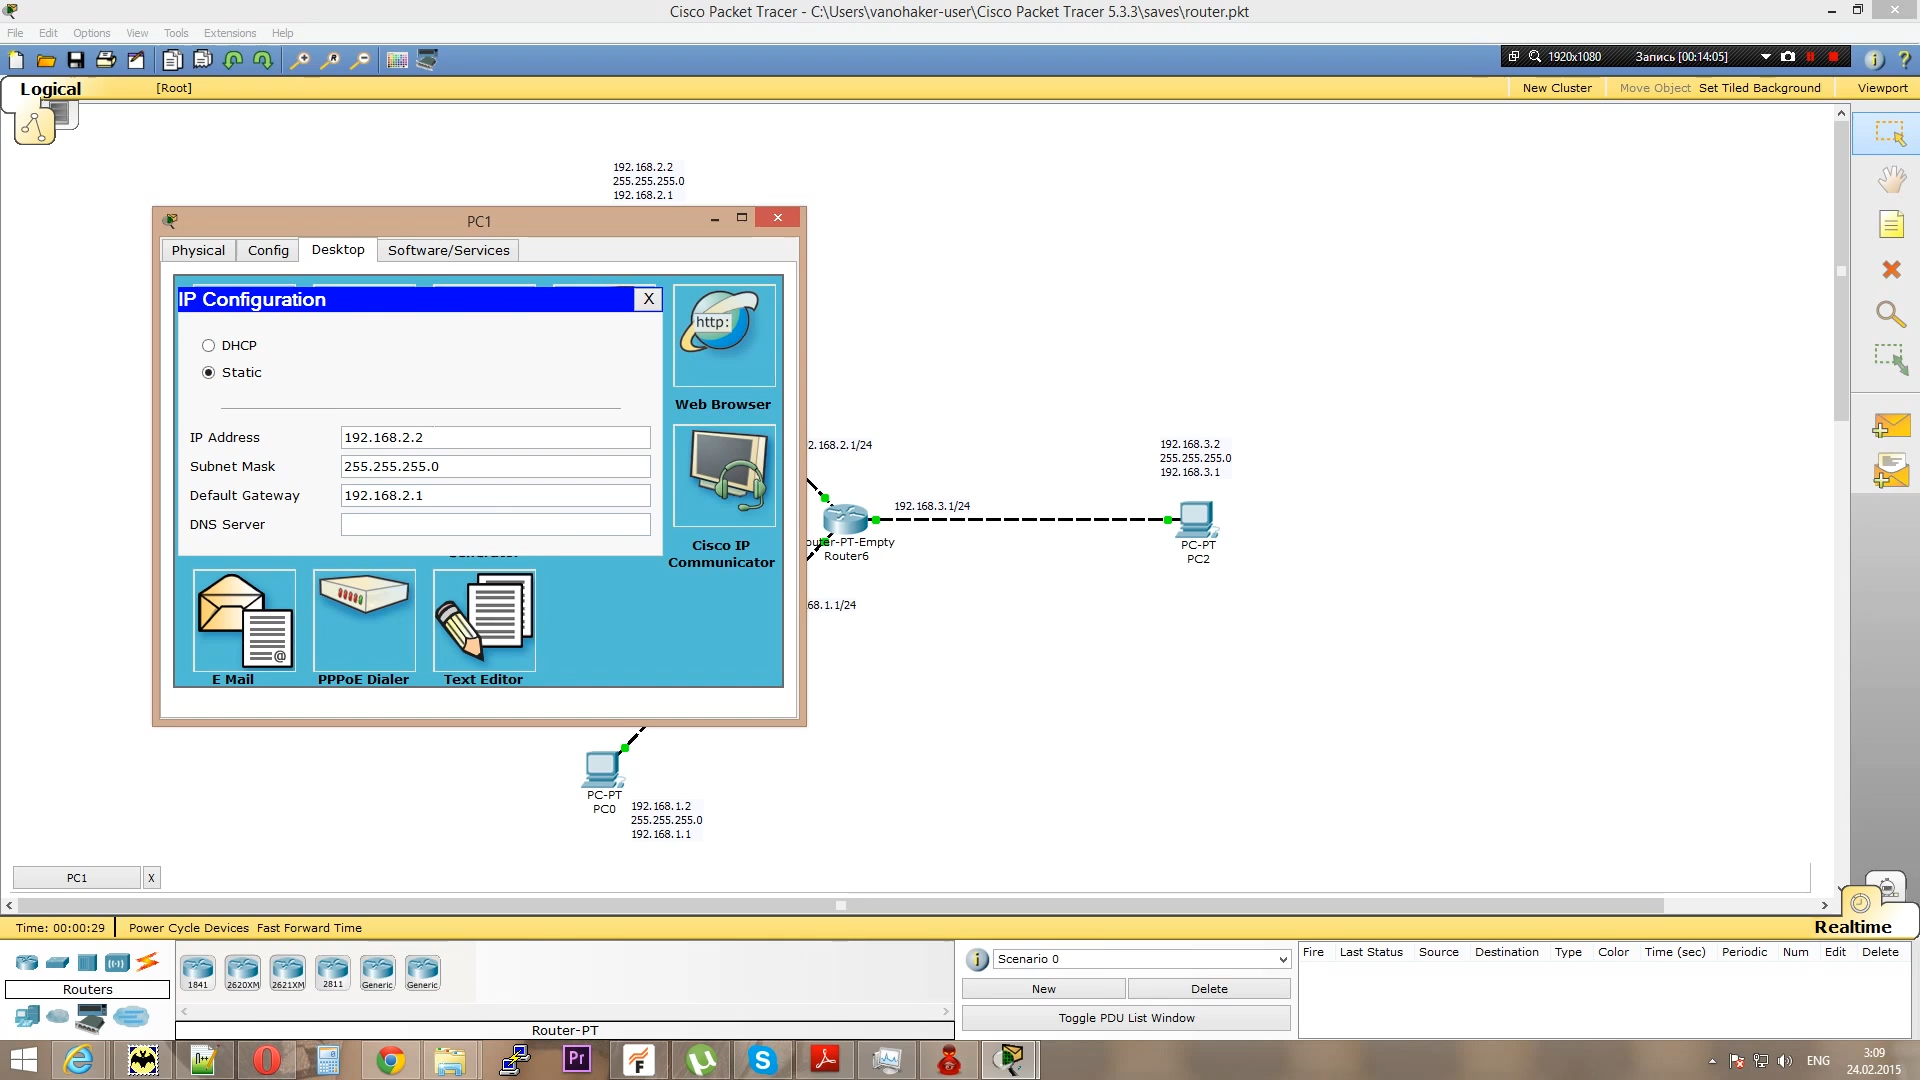 Cisco Packet Tracer - C:\Users\vanohaker-user\Cisco Packet Tracer 5.3.3\saves\router.pkt
File Edit Options View Tools Extensions Help
1920x1080 Запись [00:14:05]
Logical [Root] New Cluster Move Object Set Tiled Background Viewport
192.168.2.2
255.255.255.0
192.168.2.1
PC1
Physical Config Desktop Software/Services
IP Configuration X
http:
DHCP
Static
Web Browser
IP Address 192.168.2.2
Subnet Mask 255.255.255.0
Default Gateway 192.168.2.1
DNS Server
Cisco IP
Communicator
E Mail PPPoE Dialer Text Editor
2.168.2.1/24
192.168.3.1/24
outer-PT-Empty
Router6
68.1.1/24
192.168.3.2
255.255.255.0
192.168.3.1
PC-PT
PC2
PC-PT
PC0
192.168.1.2
255.255.255.0
192.168.1.1
PC1 X
Time: 00:00:29 Power Cycle Devices Fast Forward Time Realtime
Routers
1841 2620XM 2621XM 2811 Generic Generic
Router-PT
Scenario 0
New Delete
Toggle PDU List Window
Fire Last Status Source Destination Type Color Time (sec) Periodic Num Edit Delete
Pr
ENG
3:09
24.02.2015